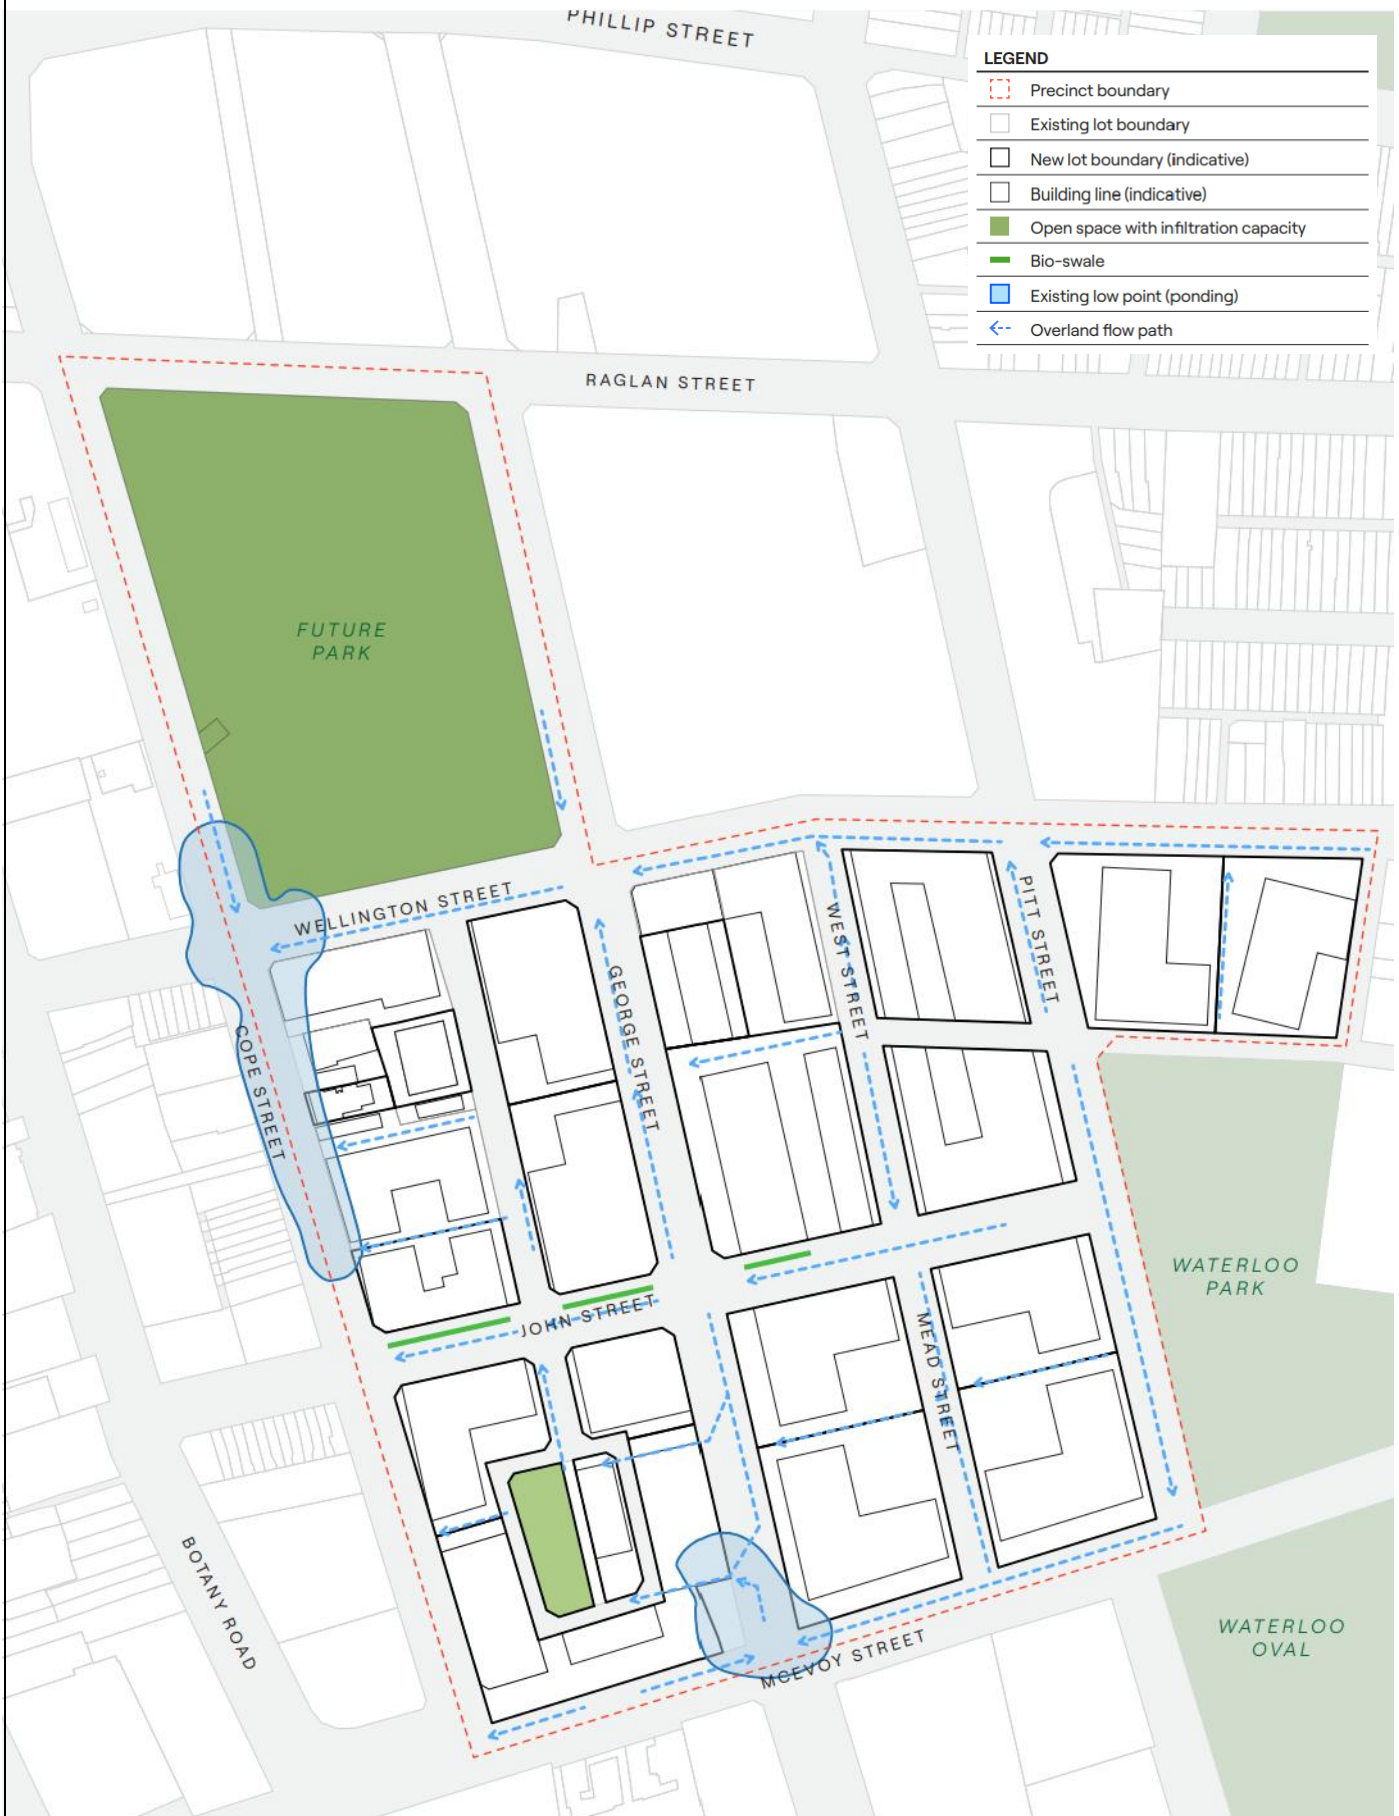 PHILLIP STREET
LEGEND
Precinct boundary
Existing lot boundary
New lot boundary (indicative)
Building line (indicative)
Open space with infiltration capacity
Bio-swale
Existing low point (ponding)
Overland flow path
RAGLAN STREET
FUTURE
PARK
WELLINGTON STREET
WEST STREET
PITT STREET
GEORGE STREET
COPE STREET
WATERLOO
PARK
JOHN STREET
MEAD STREET
BOTANY ROAD
MCEVOY STREET
WATERLOO
OVAL